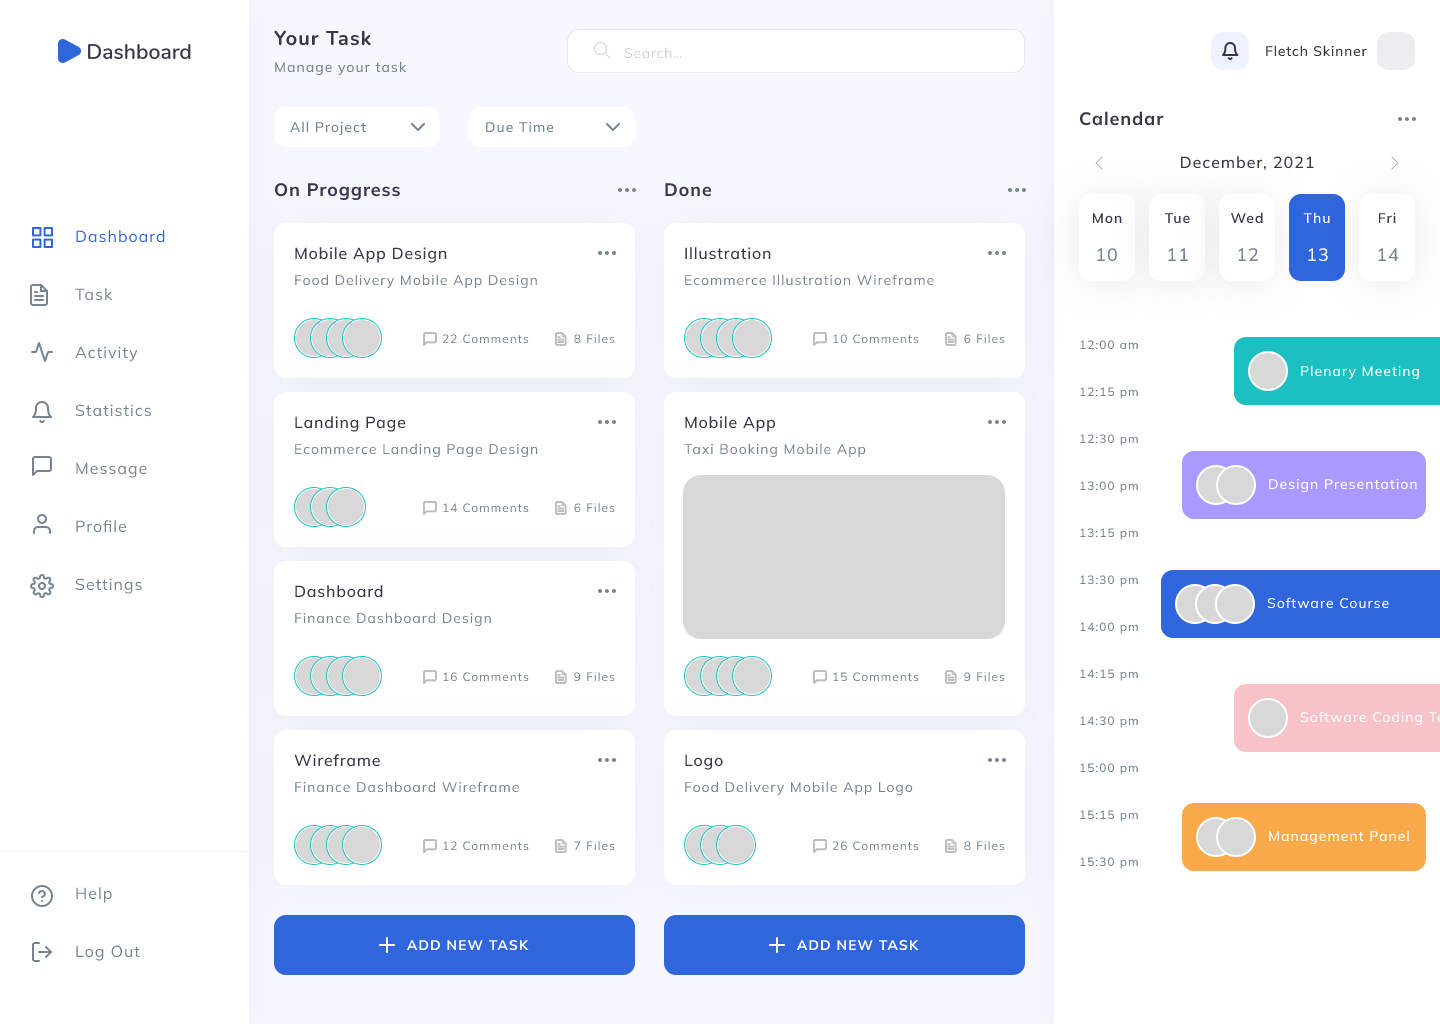 Dashboard
Dashboard
Task
Activity
Statistics
Message
Profile
Settings
Help
Log Out
Your Task
Manage your task
Search...
All Project
Due Time
On Proggress
Mobile App Design
Food Delivery Mobile App Design
22 Comments
8 Files
Landing Page
Ecommerce Landing Page Design
14 Comments
6 Files
Dashboard
Finance Dashboard Design
16 Comments
9 Files
Wireframe
Finance Dashboard Wireframe
12 Comments
7 Files
ADD NEW TASK
Done
Illustration
Ecommerce Illustration Wireframe
10 Comments
6 Files
Mobile App
Taxi Booking Mobile App
15 Comments
9 Files
Logo
Food Delivery Mobile App Logo
26 Comments
8 Files
ADD NEW TASK
Fletch Skinner
Calendar
December, 2021
Mon Tue Wed Thu Fri
10 11 12 13 14
12:00 am
Plenary Meeting
12:15 pm
12:30 pm
13:00 pm
Design Presentation
13:15 pm
13:30 pm
Software Course
14:00 pm
14:15 pm
14:30 pm
Software Coding
15:00 pm
15:15 pm
Management Panel
15:30 pm